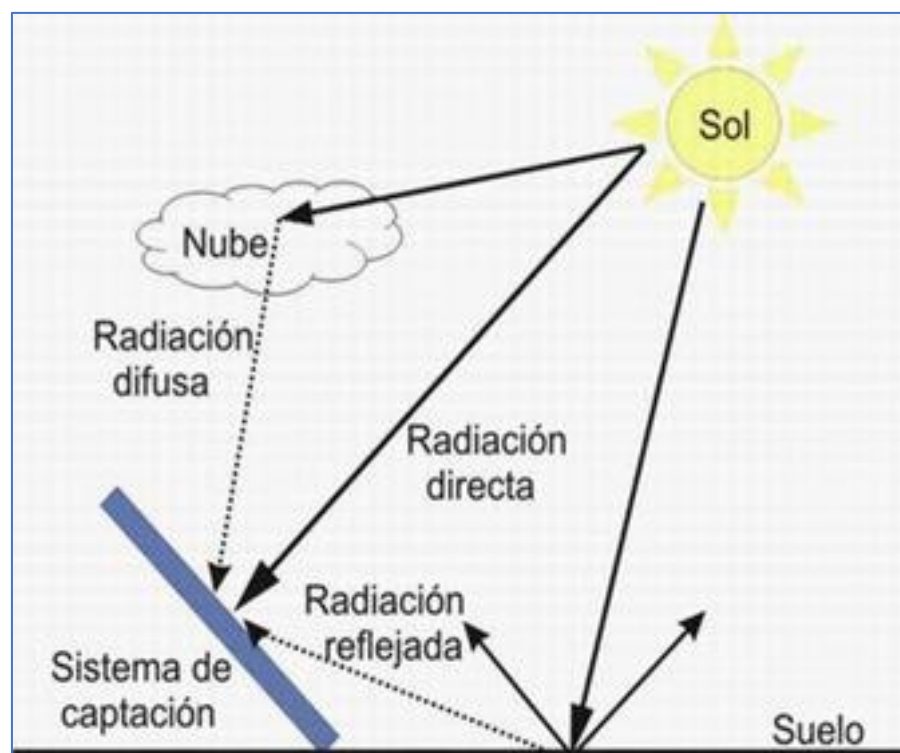 Sol
Nube
Radiación
difusa
Radiación
directa
Radiación
reflejada
Sistema de
captación
Suelo